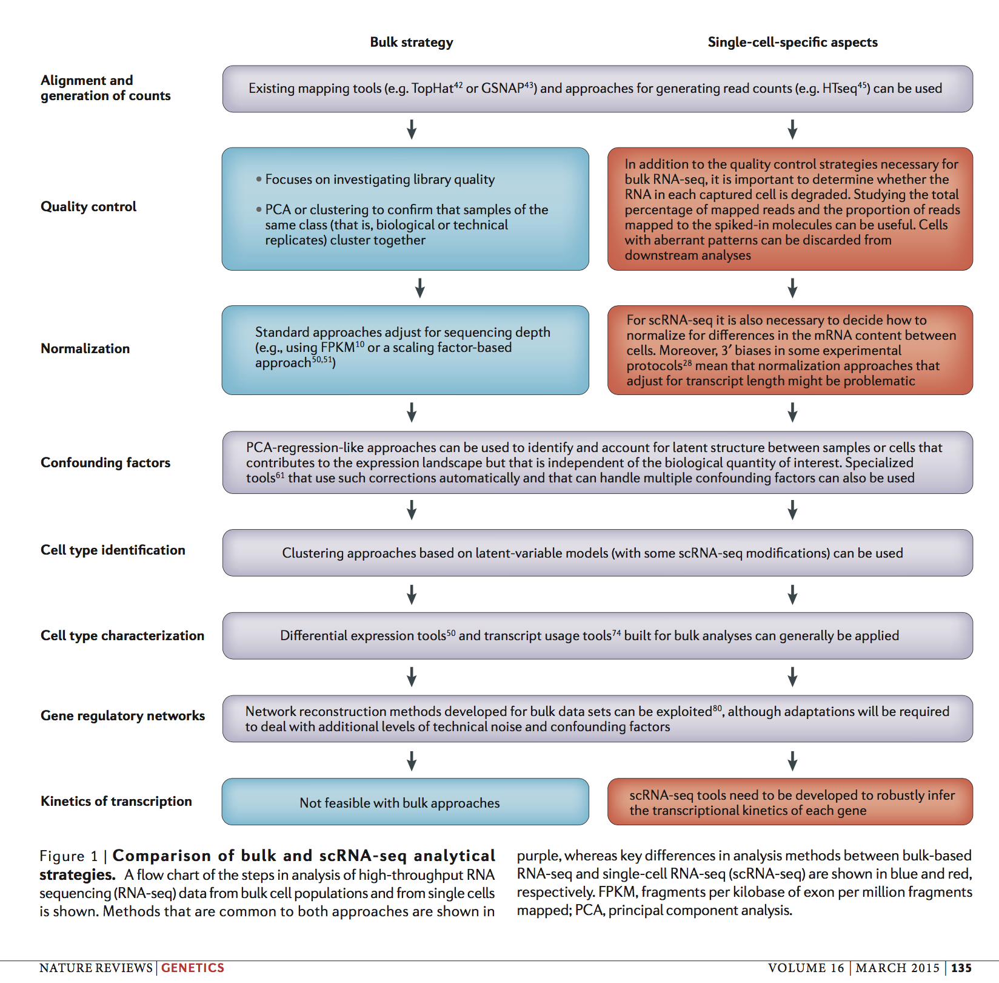 Bulk strategy
Single-cell-specific aspects
Alignment and
generation of counts
Existing mapping tools (e.g. TopHat⁴² or GSNAP⁴³) and approaches for generating read counts (e.g. HTseq⁴⁵) can be used
Quality control
• Focuses on investigating library quality
• PCA or clustering to confirm that samples of the
same class (that is, biological or technical
replicates) cluster together
In addition to the quality control strategies necessary for
bulk RNA-seq, it is important to determine whether the
RNA in each captured cell is degraded. Studying the total
percentage of mapped reads and the proportion of reads
mapped to the spiked-in molecules can be useful. Cells
with aberrant patterns can be discarded from
downstream analyses
Normalization
Standard approaches adjust for sequencing depth
(e.g., using FPKM¹⁰ or a scaling factor-based
approach⁵⁰,⁵¹)
For scRNA-seq it is also necessary to decide how to
normalize for differences in the mRNA content between
cells. Moreover, 3′ biases in some experimental
protocols²⁸ mean that normalization approaches that
adjust for transcript length might be problematic
Confounding factors
PCA-regression-like approaches can be used to identify and account for latent structure between samples or cells that
contributes to the expression landscape but that is independent of the biological quantity of interest. Specialized
tools⁶¹ that use such corrections automatically and that can handle multiple confounding factors can also be used
Cell type identification
Clustering approaches based on latent-variable models (with some scRNA-seq modifications) can be used
Cell type characterization
Differential expression tools⁵⁰ and transcript usage tools⁷⁴ built for bulk analyses can generally be applied
Gene regulatory networks
Network reconstruction methods developed for bulk data sets can be exploited⁸⁰, although adaptations will be required
to deal with additional levels of technical noise and confounding factors
Kinetics of transcription
Not feasible with bulk approaches
scRNA-seq tools need to be developed to robustly infer
the transcriptional kinetics of each gene
Figure 1 | Comparison of bulk and scRNA-seq analytical
strategies. A flow chart of the steps in analysis of high-throughput RNA
sequencing (RNA-seq) data from bulk cell populations and from single cells
is shown. Methods that are common to both approaches are shown in
purple, whereas key differences in analysis methods between bulk-based
RNA-seq and single-cell RNA-seq (scRNA-seq) are shown in blue and red,
respectively. FPKM, fragments per kilobase of exon per million fragments
mapped; PCA, principal component analysis.
NATURE REVIEWS | GENETICS
VOLUME 16 | MARCH 2015 | 135